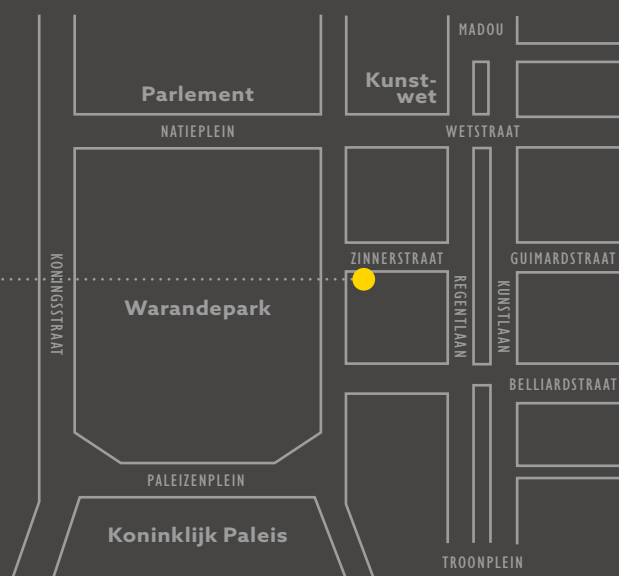 MADOU
Parlement
Kunst-
wet
NATIEPLEIN
WETSTRAAT
KONINGSSTRAAT
ZINNERSTRAAT
GUIMARDSTRAAT
Warandepark
REGENTLAAN
KUNSTLAAN
BELLIARDSTRAAT
PALEIZENPLEIN
Koninklijk Paleis
TROONPLEIN